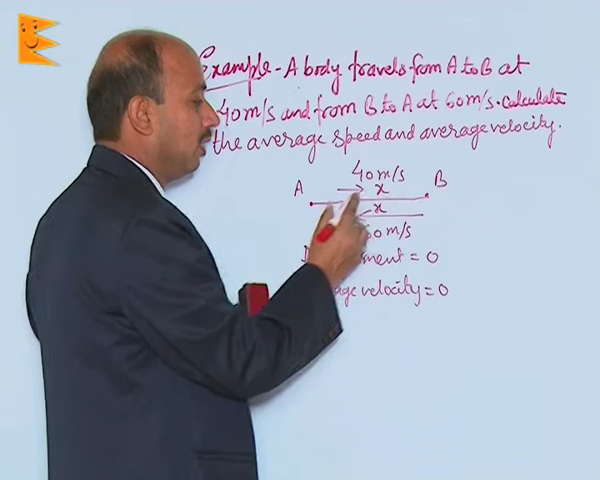 Example - A body travels from A to B at
40m/s and from B to A at 60m/s. calculate
the average speed and average velocity.
40m/s
A x B
x
60m/s
= 0
velocity = 0